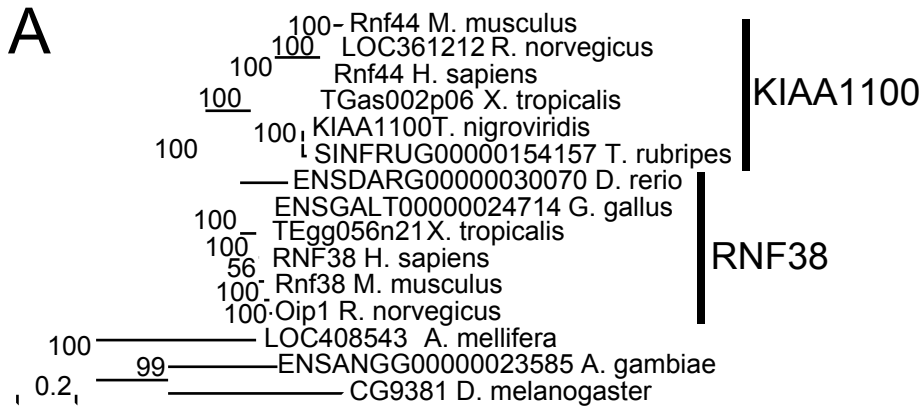 A
100 Rnf44 M. musculus
100 LOC361212 R. norvegicus
100 Rnf44 H. sapiens
100 TGas002p06 X. tropicalis
100 KIAA1100T. nigroviridis
100 SINFRUG00000154157 T. rubripes
KIAA1100
ENSDARG00000030070 D. rerio
ENSGALT00000024714 G. gallus
100 TEgg056n21X. tropicalis
100 RNF38 H. sapiens
RNF38
56 Rnf38 M. musculus
100
100 Oip1 R. norvegicus
100 LOC408543 A. mellifera
99 ENSANGG00000023585 A. gambiae
0.2 CG9381 D. melanogaster